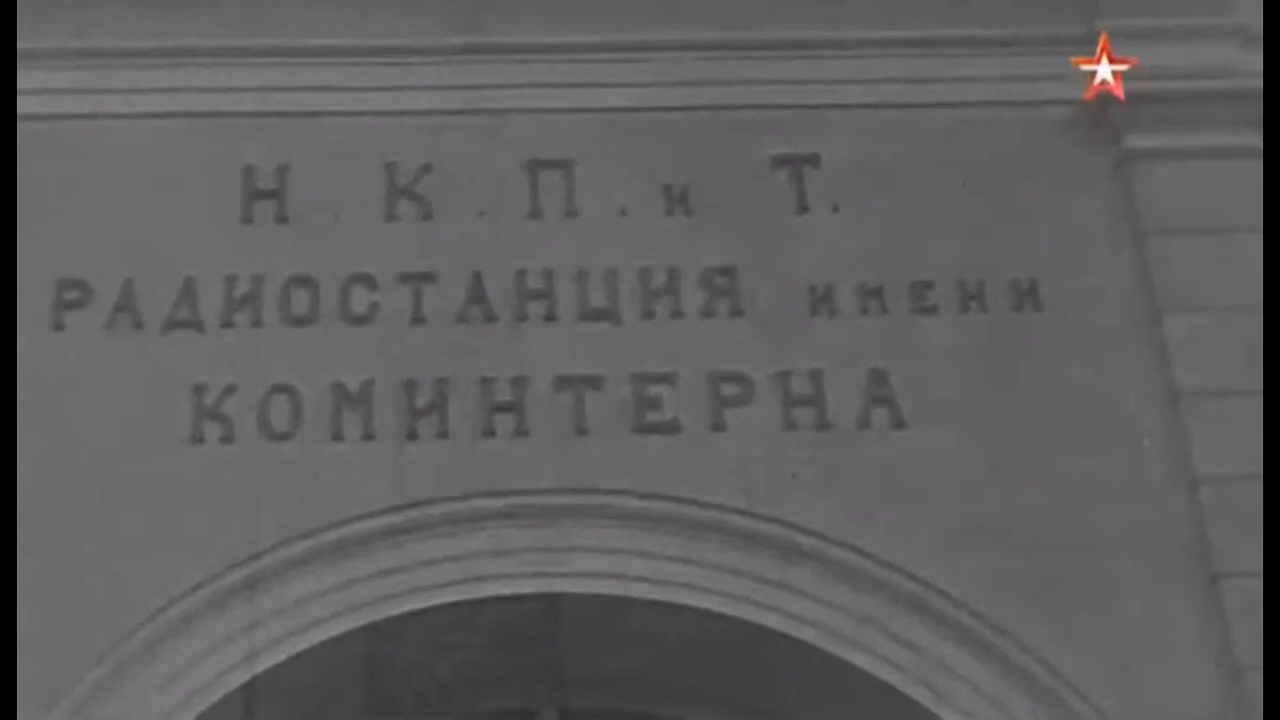 Н. К. П. и Т.
РАДИОСТАНЦИЯ имени
КОМИНТЕРНА